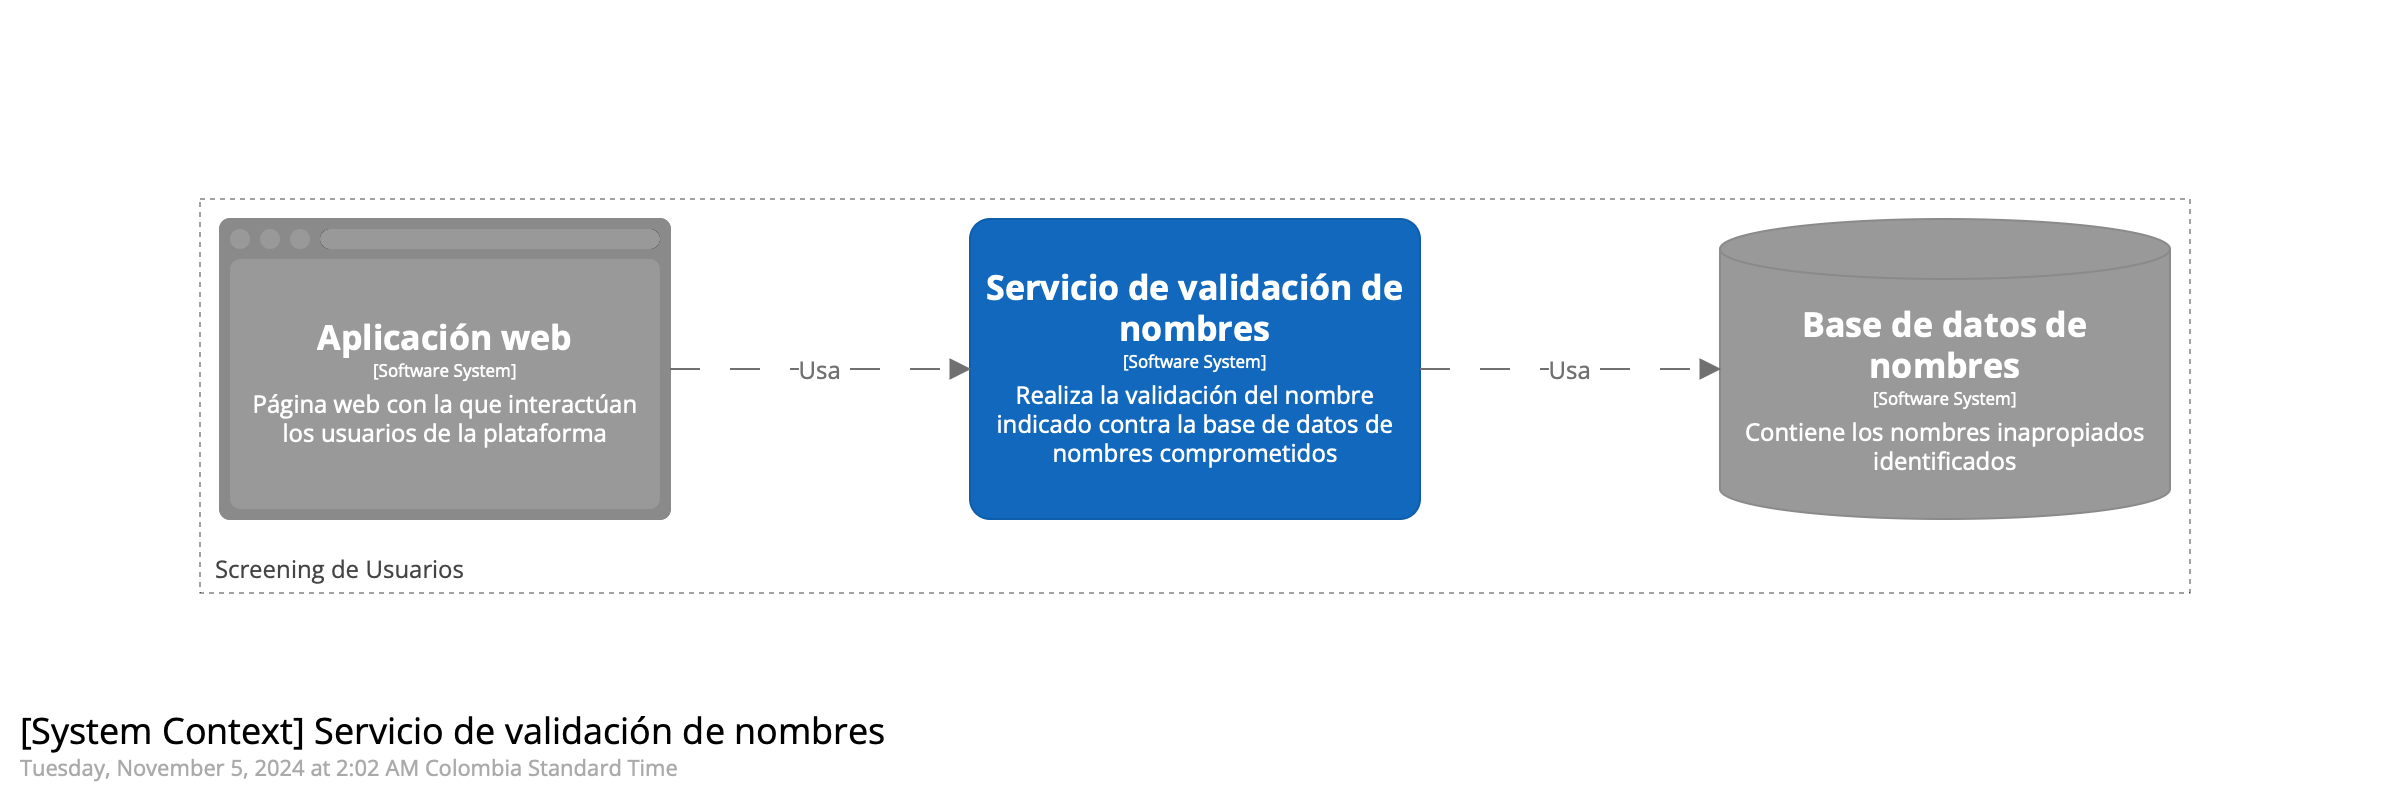 Aplicación web
[Software System]
Página web con la que interactúan
los usuarios de la plataforma
Usa
Servicio de validación de
nombres
[Software System]
Realiza la validación del nombre
indicado contra la base de datos de
nombres comprometidos
Usa
Base de datos de
nombres
[Software System]
Contiene los nombres inapropiados
identificados
Screening de Usuarios
[System Context] Servicio de validación de nombres
Tuesday, November 5, 2024 at 2:02 AM Colombia Standard Time